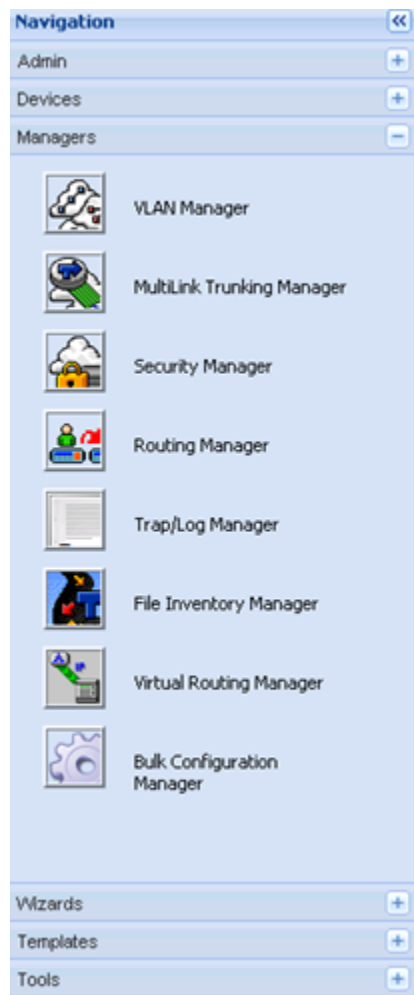 Navigation
Admin
Devices
Managers
VLAN Manager
MultiLink Trunking Manager
Security Manager
Routing Manager
Trap/Log Manager
File Inventory Manager
Virtual Routing Manager
Bulk Configuration
Manager
Wizards
Templates
Tools